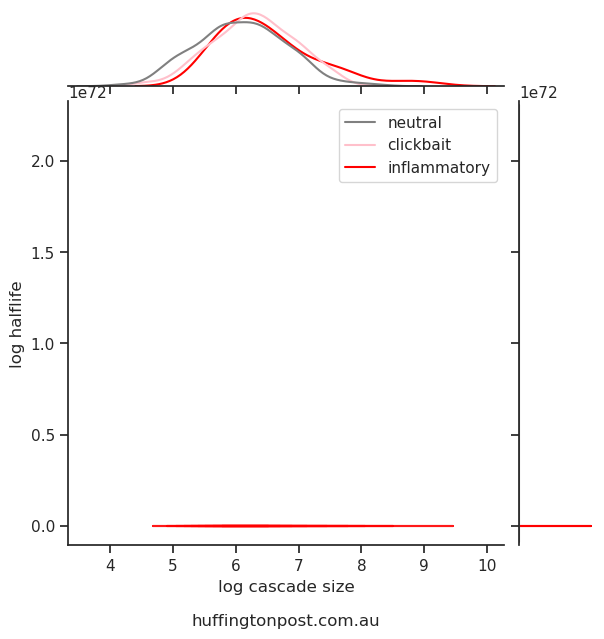 1e72
1e72
neutral
clickbait
inflammatory
2.0
1.5
1.0
0.5
0.0
log halflife
4 5 6 7 8 9 10
log cascade size
huffingtonpost.com.au